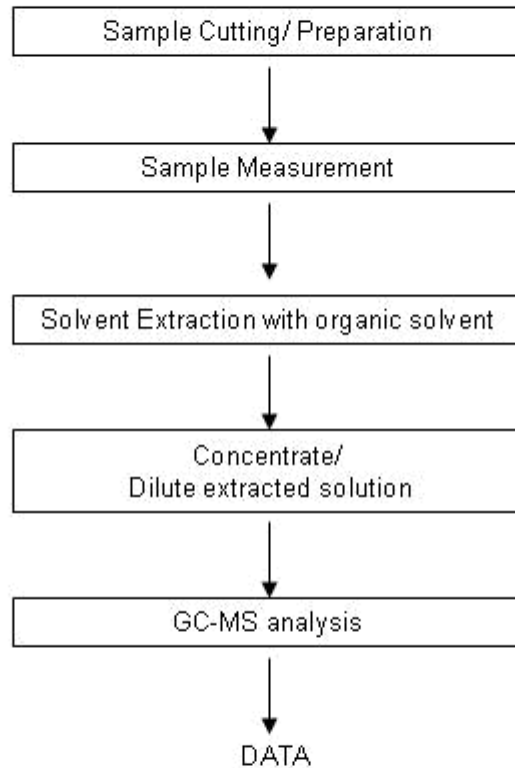 Sample Cutting/ Preparation
Sample Measurement
Solvent Extraction with organic solvent
Concentrate/
Dilute extracted solution
GC-MS analysis
DATA